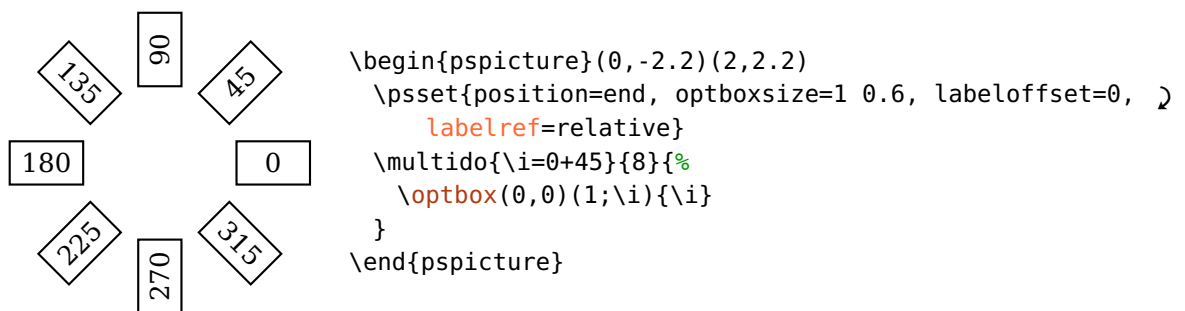 90
135
45
180
0
225
315
270
\begin{pspicture}(0,-2.2)(2,2.2)
\psset{position=end, optboxsize=1 0.6, labeloffset=0,
labelref=relative}
\multido{\i=0+45}{8}{%
\optbox(0,0)(1;\i){\i}
}
\end{pspicture}